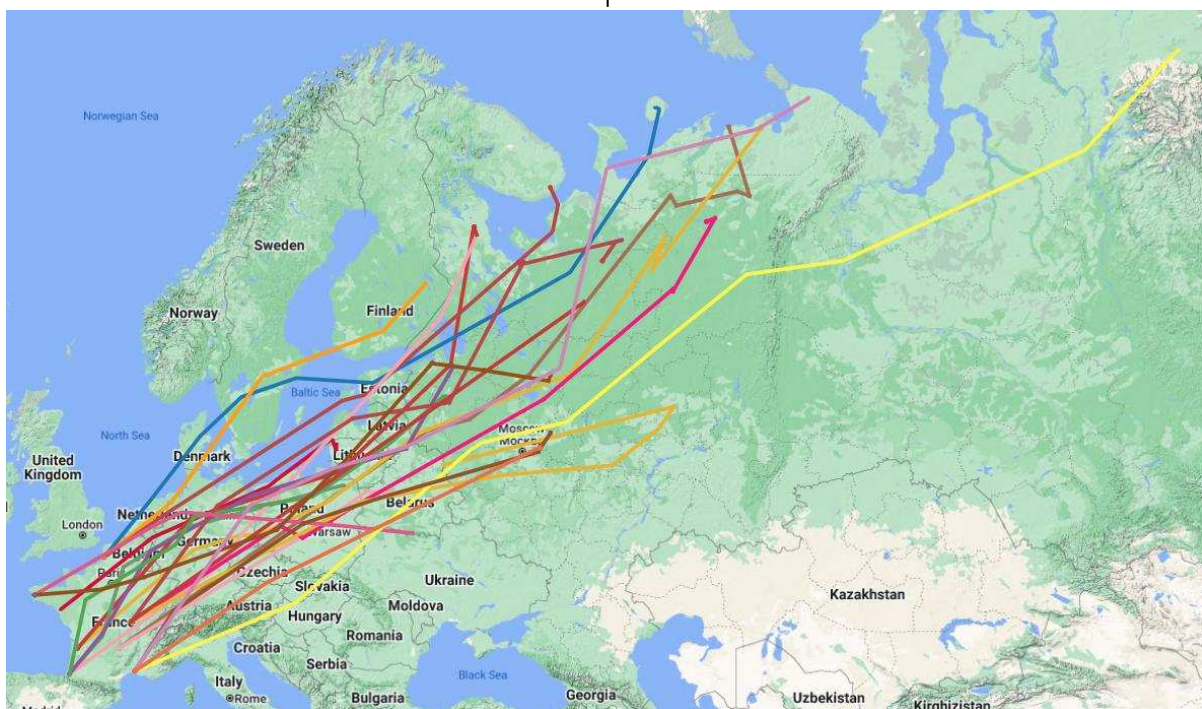 Norwegian Sea
Sweden
Finland
Norway
Baltic Sea
Estonia
North Sea
Latvia
Moscow
Москва
Denmark
United
Kingdom
Belarus
London
Warsaw
Germany
Belgium
Paris
Czechia
Slovakia
Ukraine
Kazakhstan
Austria
Moldova
France
Hungary
Romania
Croatia
Serbia
Black Sea
Italy
Rome
Bulgaria
Georgia
Uzbekistan